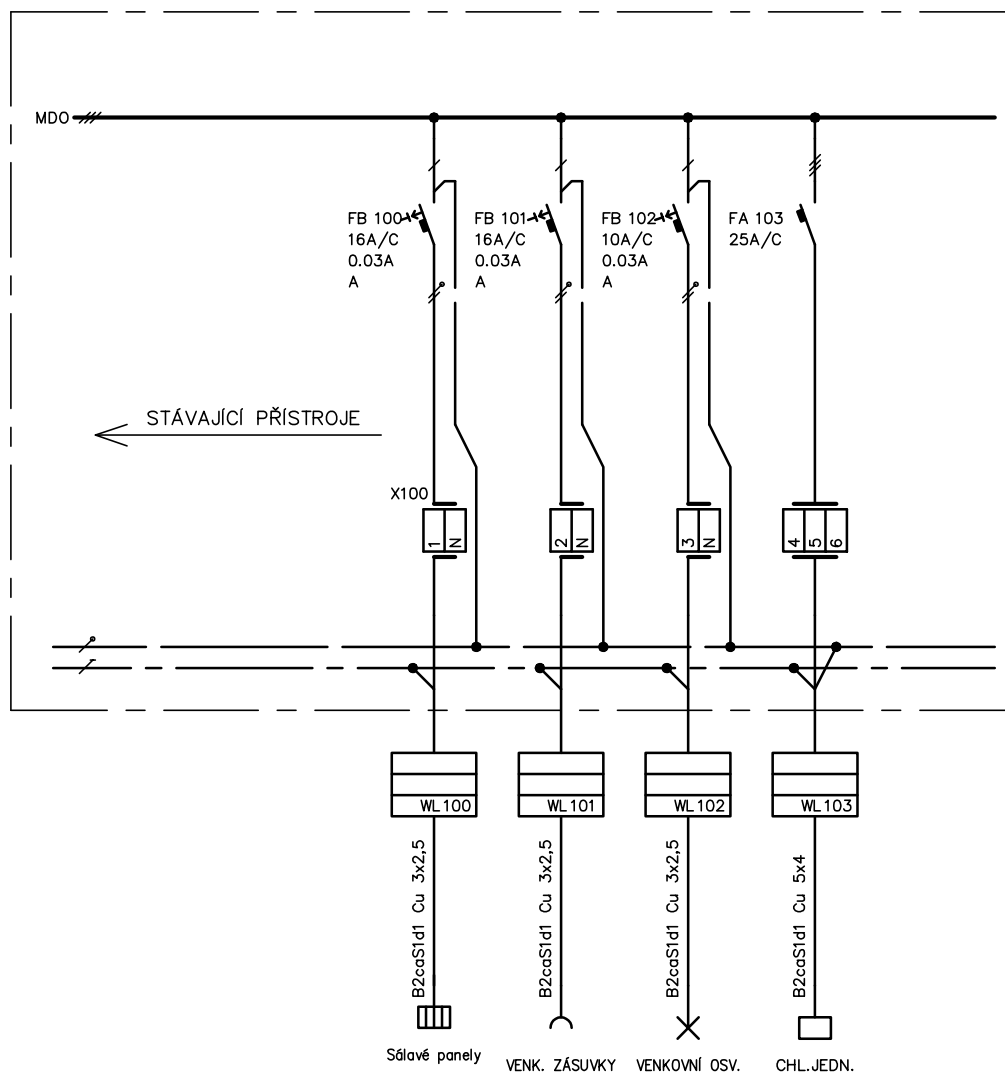 MDO
FB 100
16A/C
0.03A
A
FB 101
16A/C
0.03A
A
FB 102
10A/C
0.03A
A
FA 103
25A/C
STÁVAJÍCÍ PŘÍSTROJE
X100
1
N
2
N
3
N
4
5
6
WL100
WL101
WL102
WL103
B2caS1d1 Cu 3x2,5
B2caS1d1 Cu 3x2,5
B2caS1d1 Cu 3x2,5
B2caS1d1 Cu 5x4
Sálavé panely
VENK. ZÁSUVKY
VENKOVNÍ OSV.
CHL.JEDN.